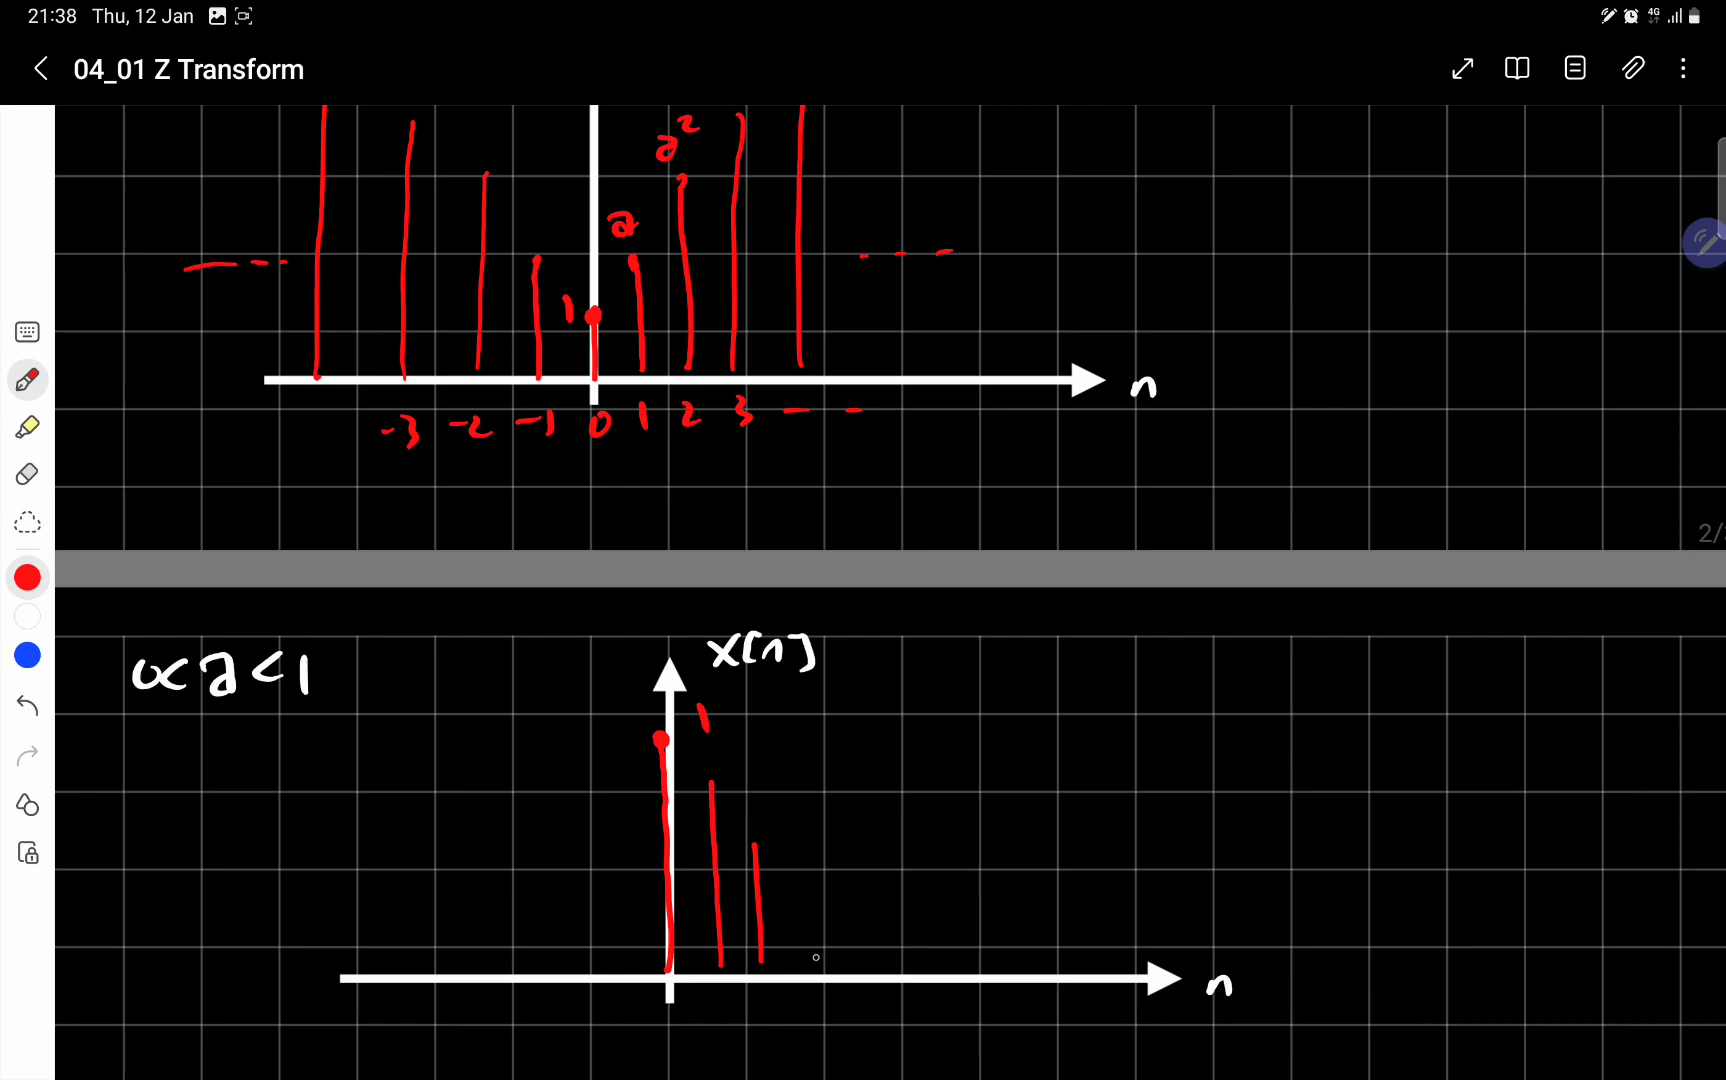 21:38 Thu, 12 Jan
4G
04_01 Z Transform
a²
a
1
n
-3 -2 -1 0 1 2 3
2/
0<a<1
x[n]
1
n